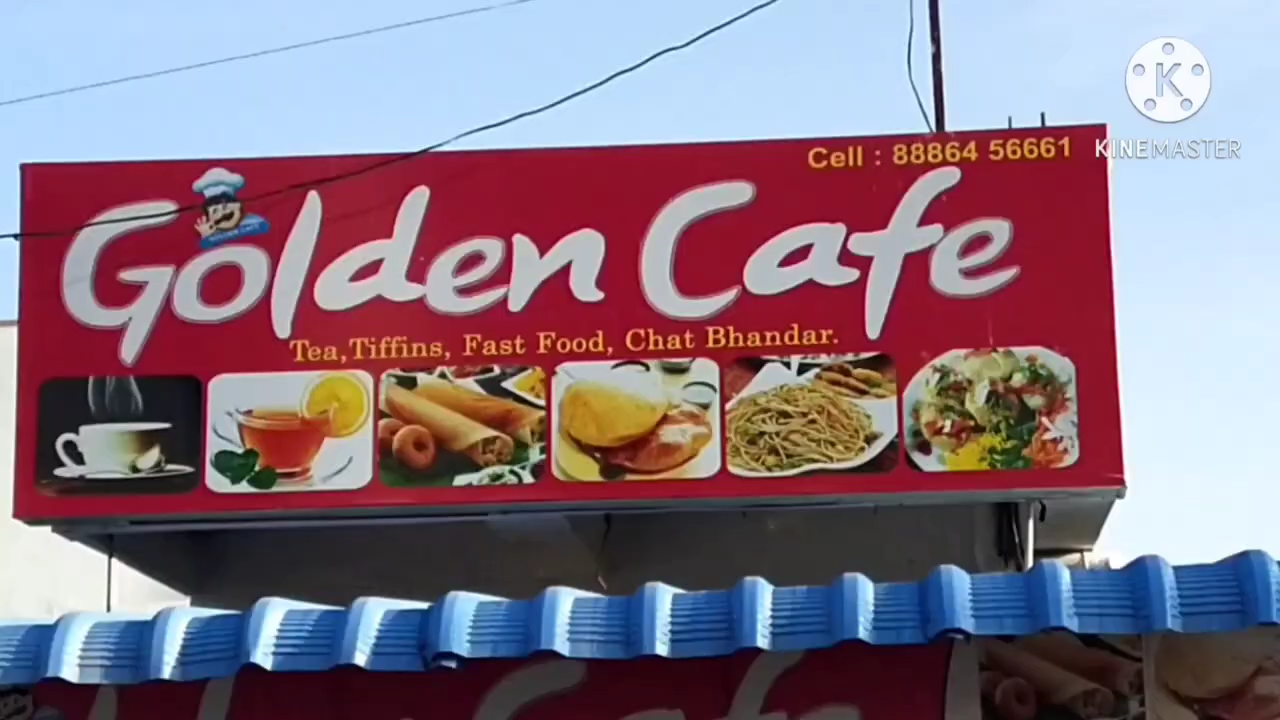 K
KINEMASTER
Cell : 88864 56661
Golden Cafe
Tea,Tiffins, Fast Food, Chat Bhandar.